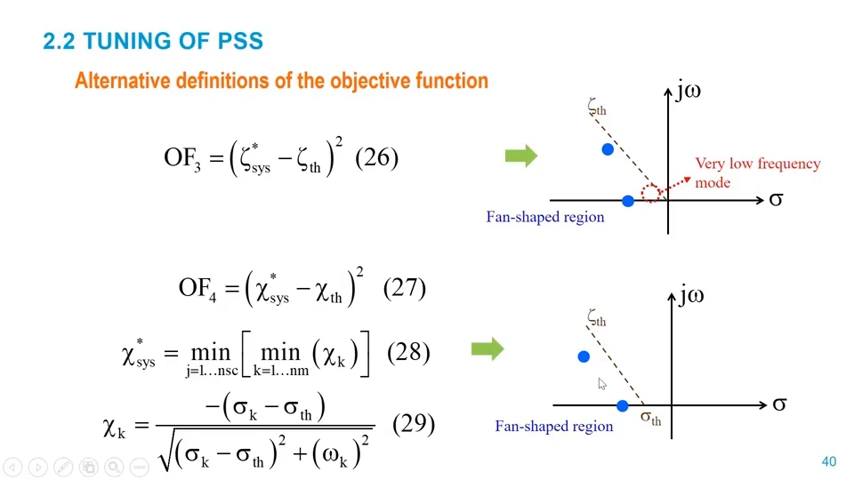 2.2 TUNING OF PSS
Alternative definitions of the objective function
OF₃ = (ζ*sys − ζth)² (26)
jω
ζth
Very low frequency
mode
σ
Fan-shaped region
OF₄ = (χ*sys − χth)² (27)
χ*sys = min j=1…nsc [ min k=1…nm (χk) ] (28)
χk = −(σk − σth) / √((σk − σth)² + (ωk)²) (29)
jω
ζth
σ
σth
Fan-shaped region
40